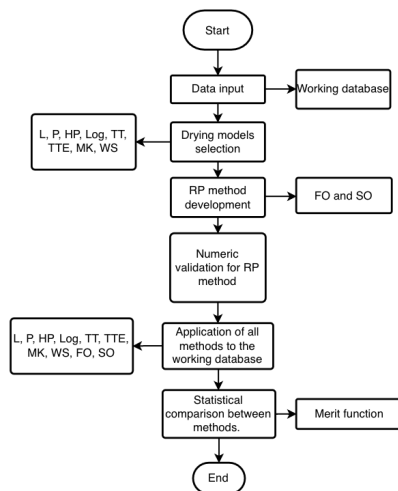 Start
Data input
Working database
L, P, HP, Log, TT,
TTE, MK, WS
Drying models
selection
RP method
development
FO and SO
Numeric
validation for RP
method
L, P, HP, Log, TT, TTE,
MK, WS, FO, SO
Application of all
methods to the
working database
Statistical
comparison between
methods.
Merit function
End